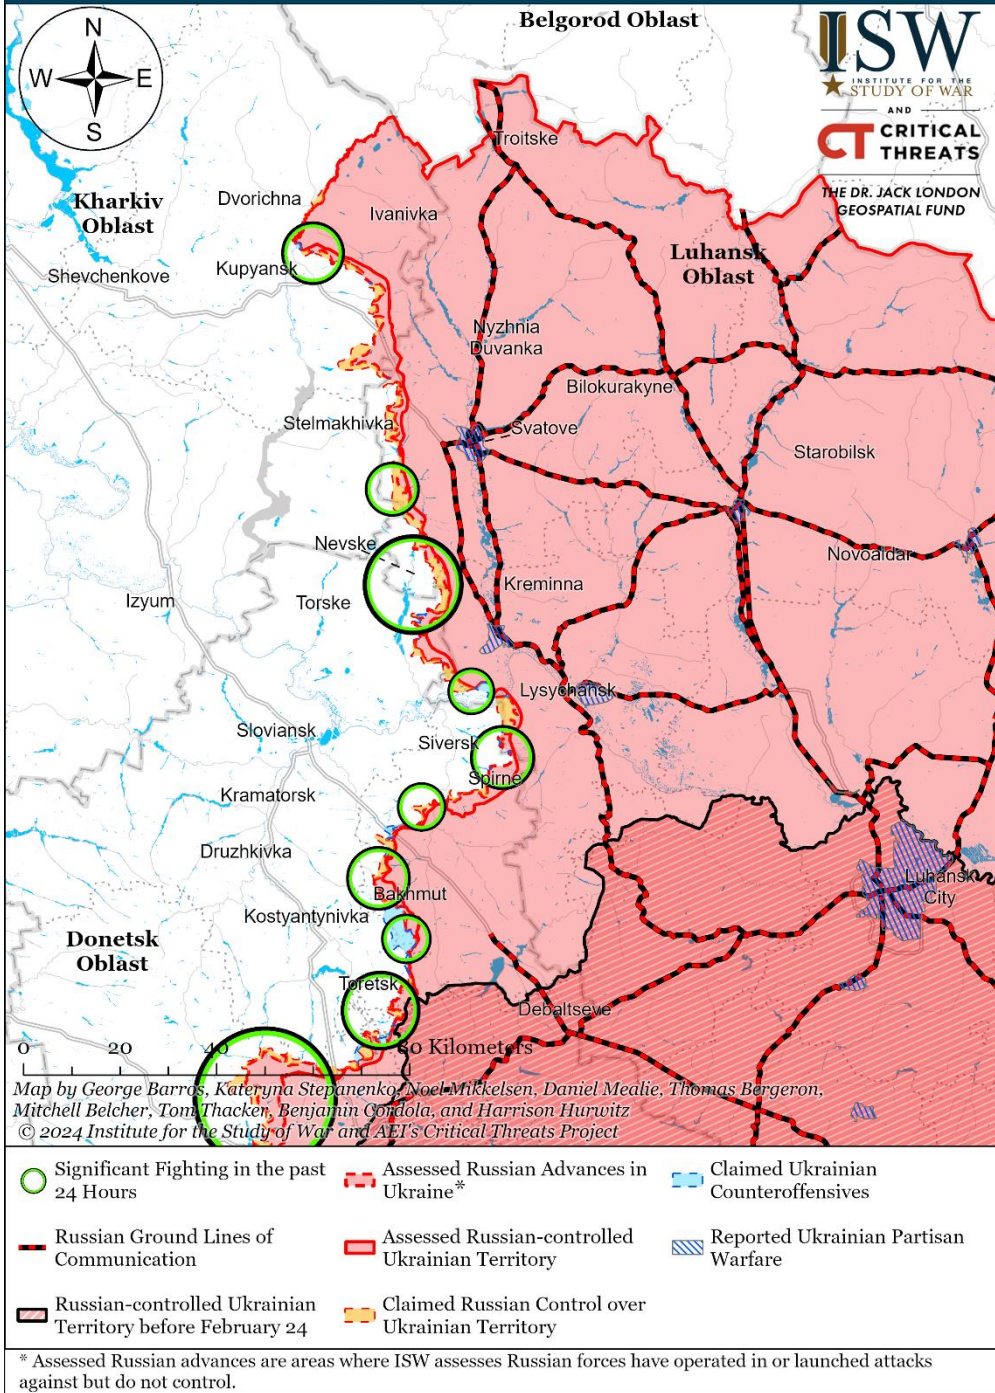 Belgorod Oblast
N
W E
S
ISW
INSTITUTE FOR THE
STUDY OF WAR
AND
CT CRITICAL
THREATS
THE DR. JACK LONDON
GEOSPATIAL FUND
Troitske
Dvorichna
Kharkiv
Oblast
Ivanivka
Luhansk
Oblast
Kupyansk
Shevchenkove
Nyzhnia
Duvanka
Bilokurakyne
Stelmakhivka
Svatove
Starobilsk
Nevske
Novoaidar
Kreminna
Izyum
Torske
Lysychansk
Sloviansk
Siversk
Spirne
Kramatorsk
Druzhkivka
Luhansk
City
Bakhmut
Kostyantynivka
Donetsk
Oblast
Toretsk
Debaltseve
0 20 40 80 Kilometers
Map by George Barros, Kateryna Stepanenko, Noel Mikkelsen, Daniel Mealie, Thomas Bergeron,
Mitchell Belcher, Tom Thacker, Benjamin Cordola, and Harrison Hurwitz
© 2024 Institute for the Study of War and AEI's Critical Threats Project
Significant Fighting in the past
24 Hours
Russian Ground Lines of
Communication
Russian-controlled Ukrainian
Territory before February 24
Assessed Russian Advances in
Ukraine*
Assessed Russian-controlled
Ukrainian Territory
Claimed Russian Control over
Ukrainian Territory
Claimed Ukrainian
Counteroffensives
Reported Ukrainian Partisan
Warfare
* Assessed Russian advances are areas where ISW assesses Russian forces have operated in or launched attacks
against but do not control.